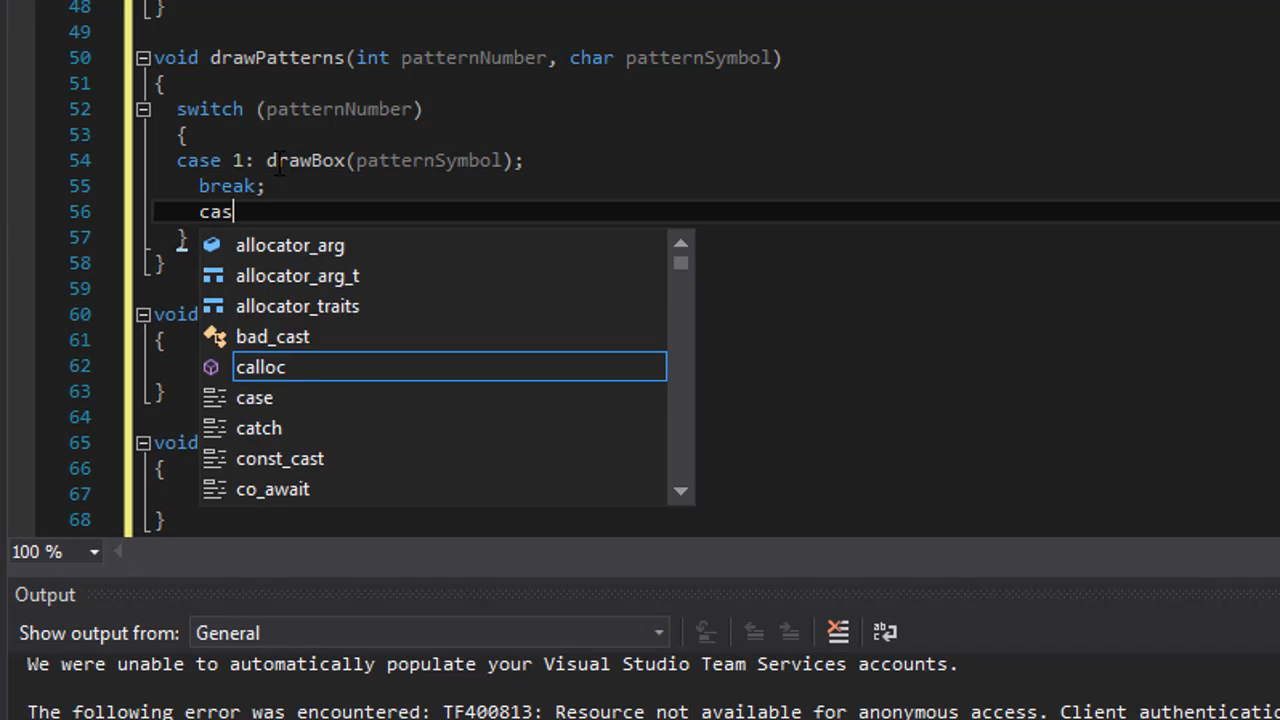 48 }
49
50 void drawPatterns(int patternNumber, char patternSymbol)
51 {
52 switch (patternNumber)
53 {
54 case 1: drawBox(patternSymbol);
55 break;
56 cas
57 }
58 }
59
60 void
61 {
62
63 }
64
65 void
66 {
67
68 }
allocator_arg
allocator_arg_t
allocator_traits
bad_cast
calloc
case
catch
const_cast
co_await
100 %
Output
Show output from: General
We were unable to automatically populate your Visual Studio Team Services accounts.
The following error was encountered: TF400813: Resource not available for anonymous access. Client authenticatio